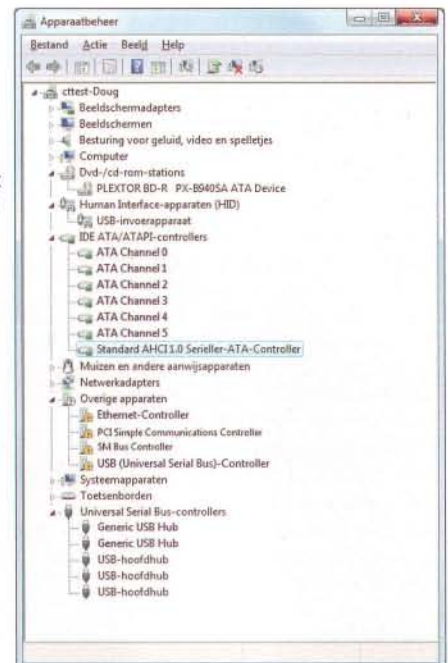 Apparaatbeheer
Bestand Actie Beeld Help
cttest-Doug
Beeldschermadapters
Beeldschermen
Besturing voor geluid, video en spelletjes
Computer
Dvd-/cd-rom-stations
PLEXTOR BD-R PX-B940SA ATA Device
Human Interface-apparaten (HID)
USB-invoerapparaat
IDE ATA/ATAPI-controllers
ATA Channel 0
ATA Channel 1
ATA Channel 2
ATA Channel 3
ATA Channel 4
ATA Channel 5
Standard AHCI 1.0 Serieller-ATA-Controller
Muizen en andere aanwijsapparaten
Netwerkadapters
Overige apparaten
Ethernet-Controller
PCI Simple Communications Controller
SM Bus Controller
USB (Universal Serial Bus)-Controller
Systeemapparaten
Toetsenborden
Universal Serial Bus-controllers
Generic USB Hub
Generic USB Hub
USB-hoofdhub
USB-hoofdhub
USB-hoofdhub
USB-hoofdhub